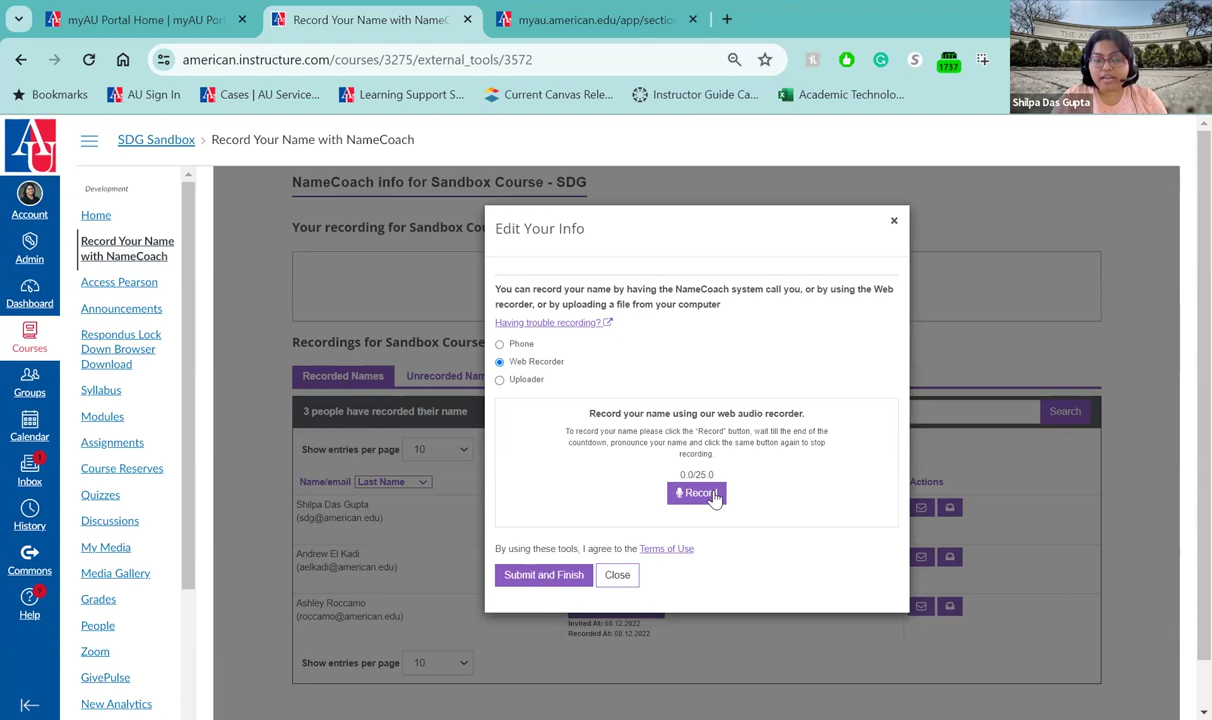 myAU Portal Home | myAU Por
Record Your Name with NameC
myau.american.edu/app/sectio
american.instructure.com/courses/3275/external_tools/3572
1737
Bookmarks
AU Sign In
Cases | AU Service...
Learning Support S...
Current Canvas Rele...
Instructor Guide Ca...
Academic Technolo...
Shilpa Das Gupta
SDG Sandbox > Record Your Name with NameCoach
Account
Admin
Dashboard
Courses
Groups
Calendar
Inbox
History
Commons
Help
Development
Home
Record Your Name
with NameCoach
Access Pearson
Announcements
Respondus Lock
Down Browser
Download
Syllabus
Modules
Assignments
Course Reserves
Quizzes
Discussions
My Media
Media Gallery
Grades
People
Zoom
GivePulse
New Analytics
NameCoach info for Sandbox Course - SDG
Your recording for Sandbox Cou
Recordings for Sandbox Course
Recorded Names
Unrecorded Nam
3 people have recorded their name
Search
Show entries per page 10
Name/email Last Name
Actions
Shilpa Das Gupta
(sdg@american.edu)
Andrew El Kadi
(aelkadi@american.edu)
Ashley Roccamo
(roccamo@american.edu)
Invited At: 08.12.2022
Recorded At: 08.12.2022
Show entries per page 10
Edit Your Info
×
You can record your name by having the NameCoach system call you, or by using the Web
recorder, or by uploading a file from your computer
Having trouble recording?
Phone
Web Recorder
Uploader
Record your name using our web audio recorder.
To record your name please click the "Record" button, wait till the end of the
countdown, pronounce your name and click the same button again to stop
recording.
0.0/25.0
Record
By using these tools, I agree to the Terms of Use
Submit and Finish
Close